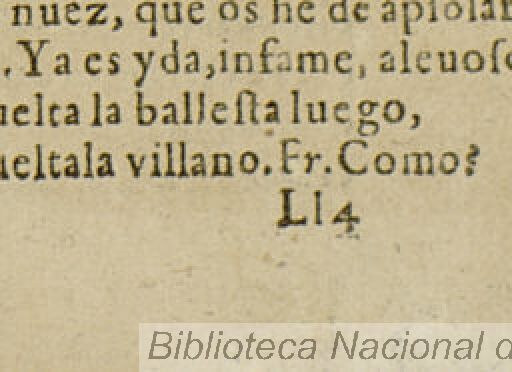 nuez, que os he de apiolar
.Ya es yda,infame, aleuoſo
uelta la balleſta luego,
ueltala villano.Fr.Como?
Ll4
Biblioteca Nacional d